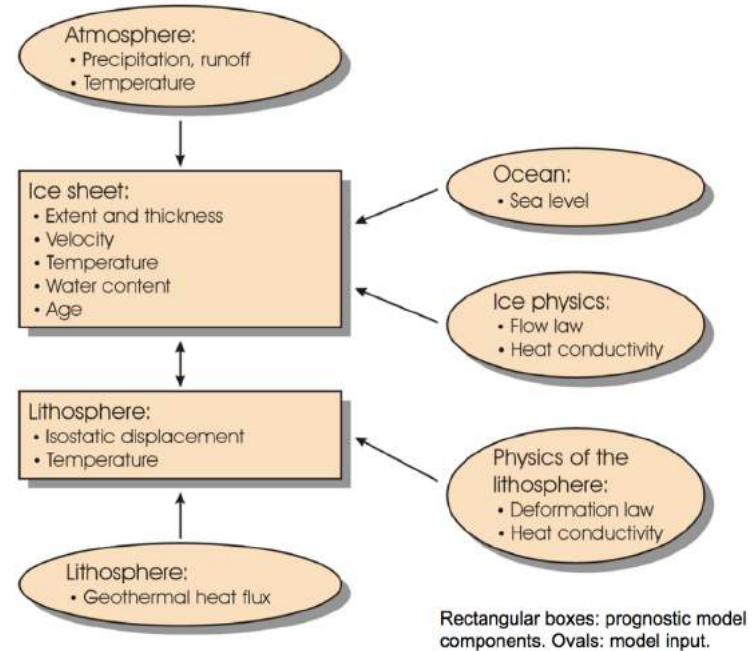 Atmosphere:
• Precipitation, runoff
• Temperature
Ice sheet:
• Extent and thickness
• Velocity
• Temperature
• Water content
• Age
Ocean:
• Sea level
Ice physics:
• Flow law
• Heat conductivity
Lithosphere:
• Isostatic displacement
• Temperature
Physics of the
lithosphere:
• Deformation law
• Heat conductivity
Lithosphere:
• Geothermal heat flux
Rectangular boxes: prognostic model
components. Ovals: model input.